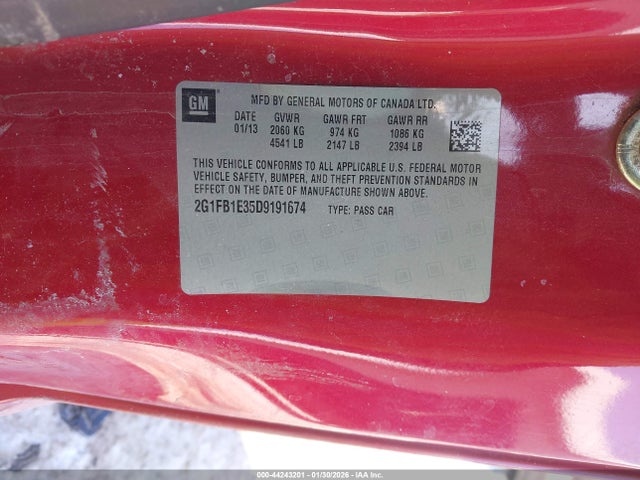 GM
MFD BY GENERAL MOTORS OF CANADA LTD.
DATE GVWR GAWR FRT GAWR RR
01/13 2060 KG 974 KG 1086 KG
4541 LB 2147 LB 2394 LB
THIS VEHICLE CONFORMS TO ALL APPLICABLE U.S. FEDERAL MOTOR
VEHICLE SAFETY, BUMPER, AND THEFT PREVENTION STANDARDS IN
EFFECT ON THE DATE OF MANUFACTURE SHOWN ABOVE.
2G1FB1E35D9191674 TYPE: PASS CAR
000-44243201 - 01/30/2026 - IAA Holdings, LLC.